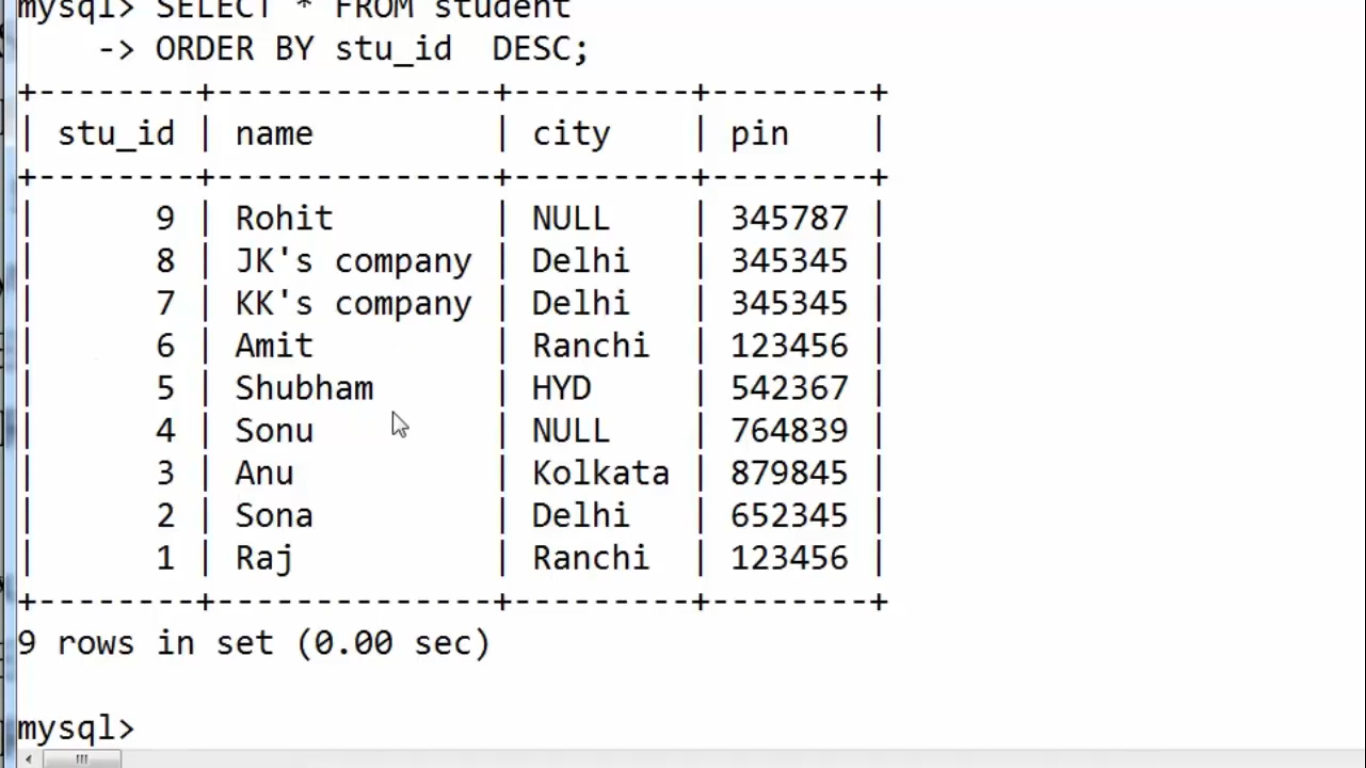 mysql> SELECT * FROM student
    -> ORDER BY stu_id  DESC;
+--------+--------------+---------+--------+
| stu_id | name         | city    | pin    |
+--------+--------------+---------+--------+
|      9 | Rohit        | NULL    | 345787 |
|      8 | JK's company | Delhi   | 345345 |
|      7 | KK's company | Delhi   | 345345 |
|      6 | Amit         | Ranchi  | 123456 |
|      5 | Shubham      | HYD     | 542367 |
|      4 | Sonu         | NULL    | 764839 |
|      3 | Anu          | Kolkata | 879845 |
|      2 | Sona         | Delhi   | 652345 |
|      1 | Raj          | Ranchi  | 123456 |
+--------+--------------+---------+--------+
9 rows in set (0.00 sec)
mysql>